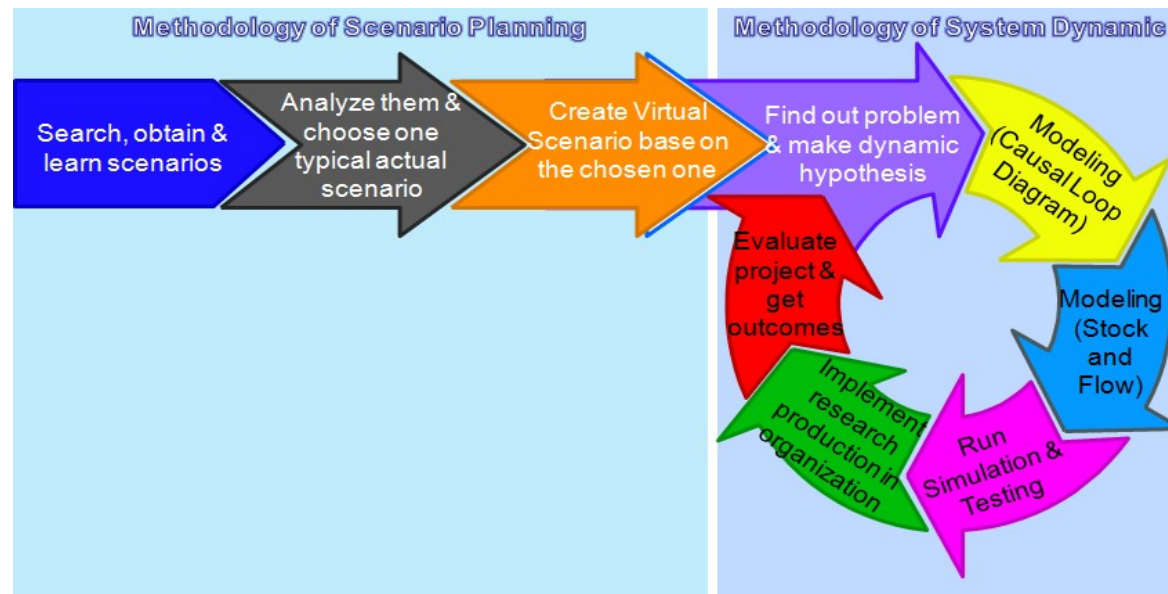 Methodology of Scenario Planning
Methodology of System Dynamic
Search, obtain &
learn scenarios
Analyze them &
choose one
typical actual
scenario
Create Virtual
Scenario base on
the chosen one
Find out problem
& make dynamic
hypothesis
Modeling
(Causal Loop
Diagram)
Modeling
(Stock
and
Flow)
Run
Simulation &
Testing
Implement
research
production in
organization
Evaluate
project &
get
outcomes